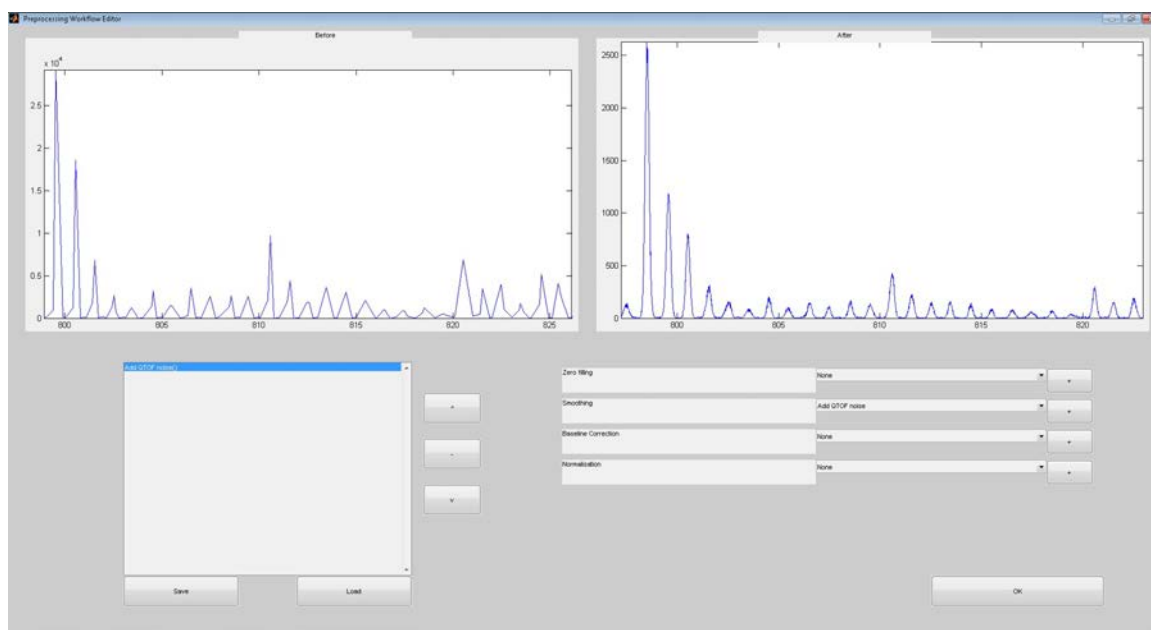 Preprocessing Workflow Editor
Before
After
x 10^4
2.5
2
1.5
1
0.5
0
800
805
810
815
820
825
2500
2000
1500
1000
500
0
800
805
810
815
820
Add QTOF noise()
^
-
v
Save
Load
Zero filling
None
+
Smoothing
Add QTOF noise
+
Baseline Correction
None
+
Normalisation
None
+
OK